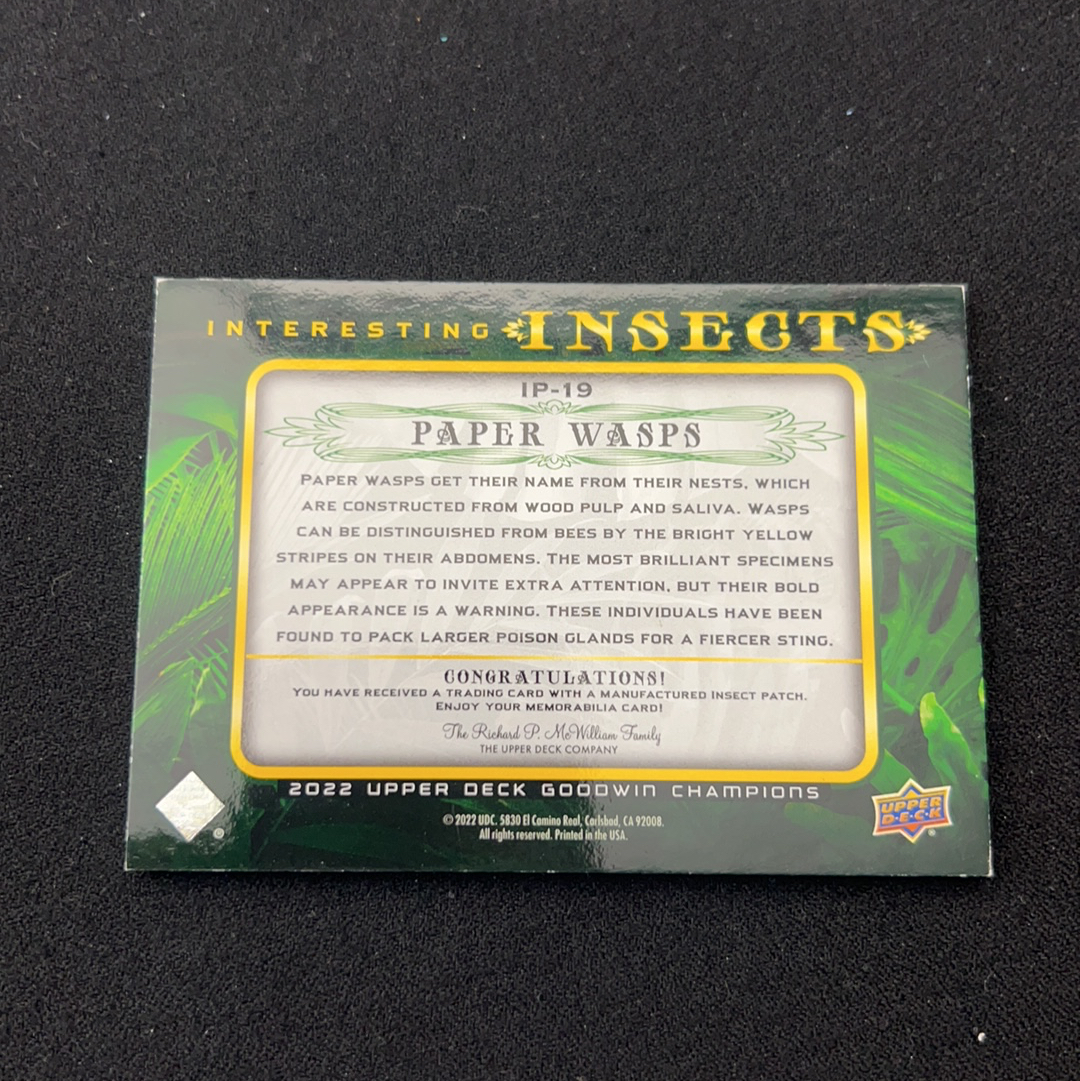 INTERESTING INSECTS
IP-19
PAPER WASPS
PAPER WASPS GET THEIR NAME FROM THEIR NESTS, WHICH
ARE CONSTRUCTED FROM WOOD PULP AND SALIVA. WASPS
CAN BE DISTINGUISHED FROM BEES BY THE BRIGHT YELLOW
STRIPES ON THEIR ABDOMENS. THE MOST BRILLIANT SPECIMENS
MAY APPEAR TO INVITE EXTRA ATTENTION, BUT THEIR BOLD
APPEARANCE IS A WARNING. THESE INDIVIDUALS HAVE BEEN
FOUND TO PACK LARGER POISON GLANDS FOR A FIERCER STING.
CONGRATULATIONS!
YOU HAVE RECEIVED A TRADING CARD WITH A MANUFACTURED INSECT PATCH.
ENJOY YOUR MEMORABILIA CARD!
The Richard P. McWilliam Family
THE UPPER DECK COMPANY
2022 UPPER DECK GOODWIN CHAMPIONS
® © 2022 UDC. 5830 El Camino Real, Carlsbad, CA 92008.
All rights reserved. Printed in the USA.
UPPER
D·E·C·K ®